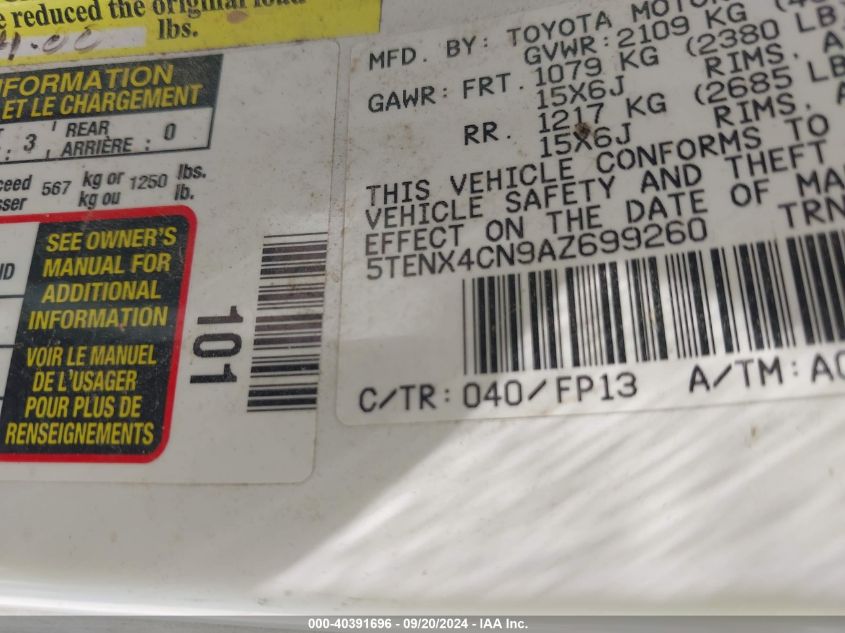 e reduced the original load
41.00 lbs.
NFORMATION
ET LE CHARGEMENT
3 REAR 0
ARRIÈRE :
ceed 567 kg or 1250 lbs.
sser kg ou lb.
SEE OWNER'S
MANUAL FOR
ADDITIONAL
INFORMATION
VOIR LE MANUEL
DE L'USAGER
POUR PLUS DE
RENSEIGNEMENTS
101
MFD. BY: TOYOTA MOTOR
GVWR:2109 KG
GAWR: FRT. 1079 KG (2380 LB
15X6J RIMS.
RR. 1217 KG (2685 LB
15X6J RIMS.
THIS VEHICLE CONFORMS TO
VEHICLE SAFETY AND THEFT
EFFECT ON THE DATE OF MA
5TENX4CN9AZ699260 TRN
C/TR: 040/FP13 A/TM:A0
000-40391696 - 09/20/2024 - IAA Inc.